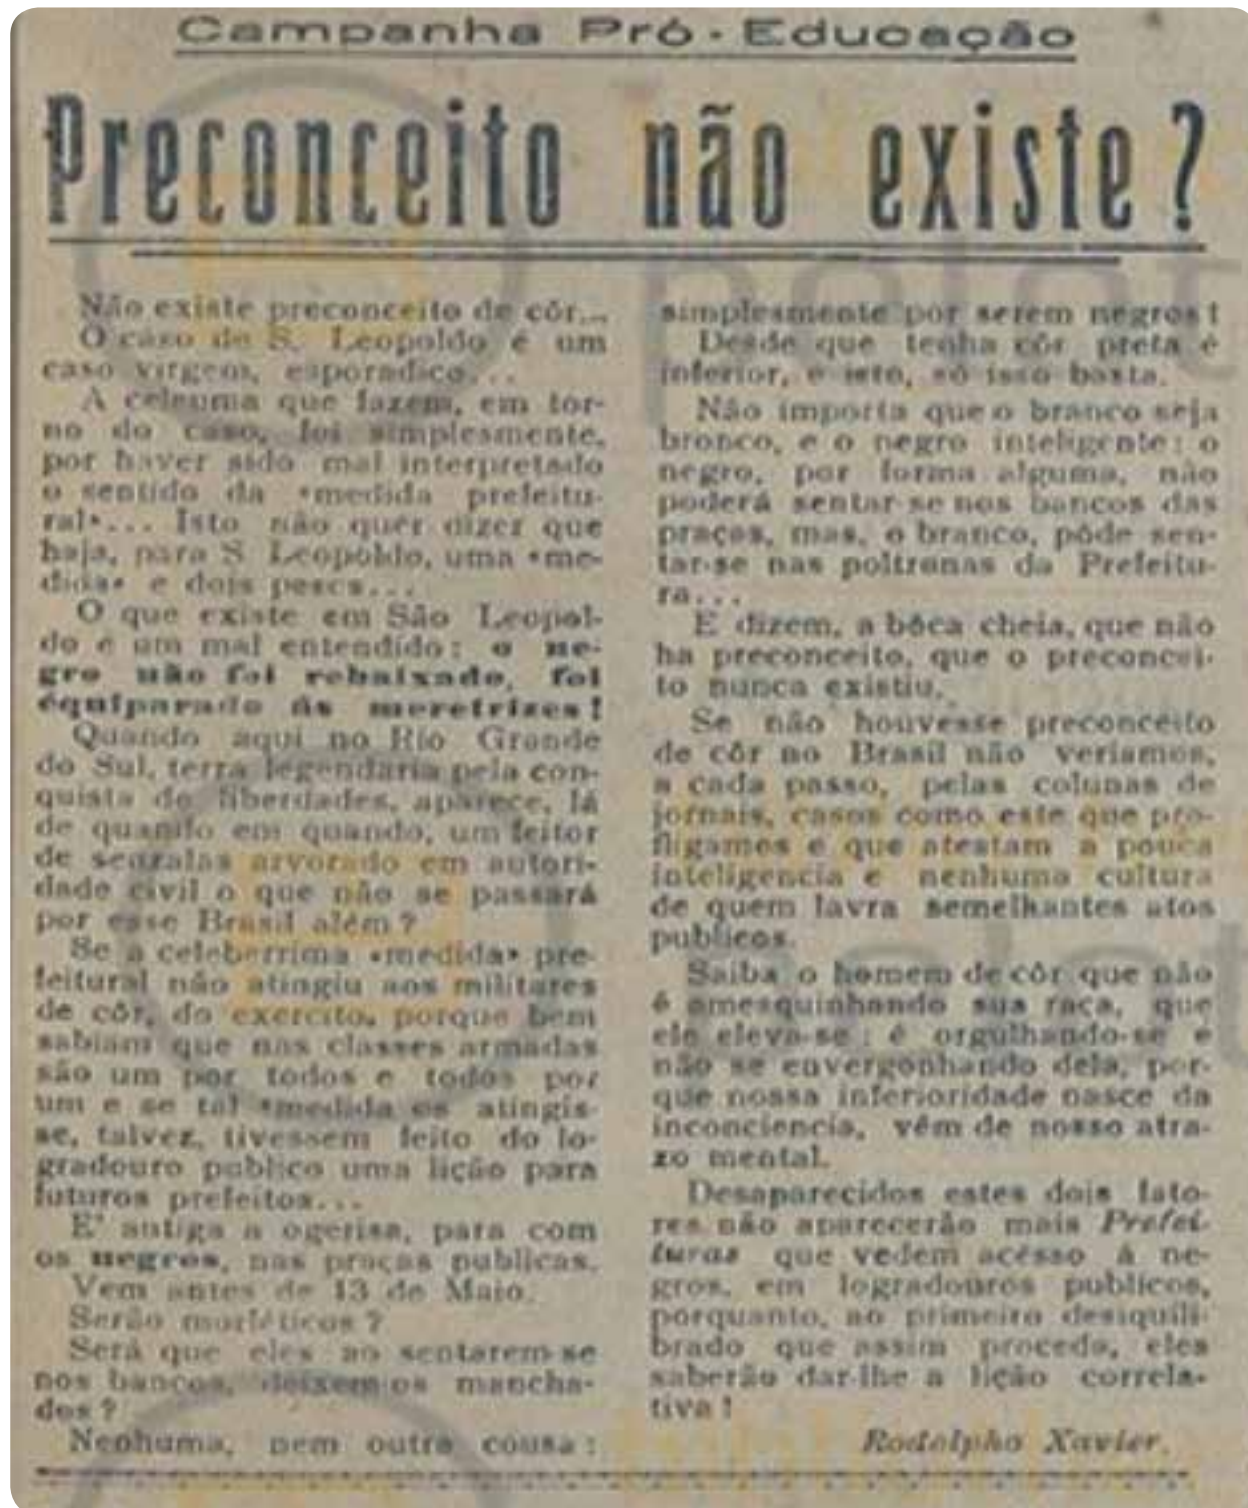 Campanha Pró-Educação
Preconceito não existe?
Não existe preconceito de côr...
O caso de S. Leopoldo é um
caso virgem, esporadico...
A celeuma que fazem, em tor-
no do caso, foi simplesmente,
por haver sido mal interpretado
o sentido da «medida prefeitu-
ral»... Isto não quer dizer que
haja, para S. Leopoldo, uma «me-
dida» e dois pesos...
O que existe em São Leopol-
do é um mal entendido: o ne-
gro não foi rebaixado, foi
equiparado ás meretrizes!
Quando aqui no Rio Grande
do Sul, terra legendaria pela con-
quista de liberdades, aparece, lá
de quando em quando, um feitor
de senzalas arvorado em autori-
dade civil o que não se passará
por esse Brasil além?
Se a celeberrima «medida» pre-
feitural não atingiu aos militares
de côr, do exercito, porque bem
sabiam que nas classes armadas
são um por todos e todos por
um e se tal «medida os atingis-
se, talvez, tivessem feito do lo-
gradouro publico uma lição para
futuros prefeitos...
E' antiga a ogerisa, para com
os negros, nas praças publicas.
Vem antes de 13 de Maio.
Serão morféticos?
Será que eles ao sentarem-se
nos bancos, deixem-os mancha-
dos?
Nenhuma, nem outra cousa:
simplesmente por serem negros!
Desde que tenha côr preta é
inferior, e isto, só isso basta.
Não importa que o branco seja
bronco, e o negro inteligente: o
negro, por forma alguma, não
poderá sentar-se nos bancos das
praças, mas, o branco, póde sen-
tar-se nas poltronas da Prefeitu-
ra...
E dizem, a bôca cheia, que não
ha preconceito, que o preconcei-
to nunca existiu.
Se não houvesse preconceito
de côr no Brasil não veriamos,
a cada passo, pelas colunas de
jornais, casos como este que pro-
fligamos e que atestam a pouca
inteligencia e nenhuma cultura
de quem lavra semelhantes atos
publicos.
Saiba o homem de côr que não
é amesquinhando sua raça, que
ele eleva-se: é orgulhando-se e
não se envergonhando dela, por-
que nossa inferioridade nasce da
inconciencia, vêm de nosso atra-
zo mental.
Desaparecidos estes dois fato-
res não aparecerão mais Prefei-
turas que vedem acésso á ne-
gros, em logradouros publicos,
porquanto, ao primeiro desiquili-
brado que assim proceda, eles
saberão dar-lhe a lição correla-
tiva!
Rodolpho Xavier.